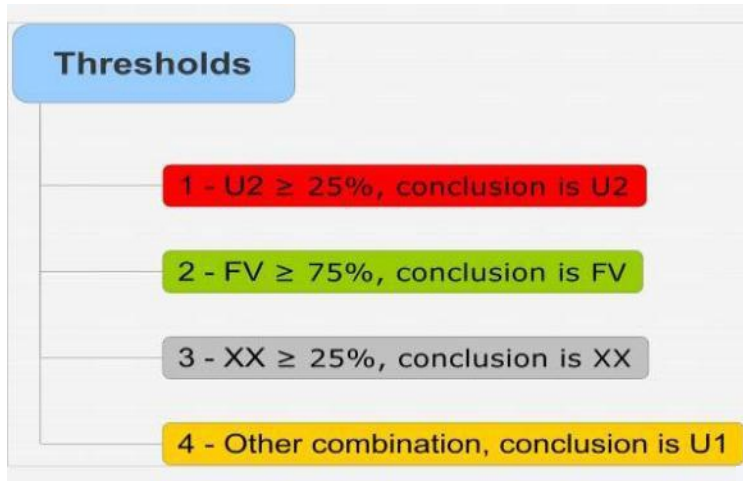 Thresholds
1 - U2 ≥ 25%, conclusion is U2
2 - FV ≥ 75%, conclusion is FV
3 - XX ≥ 25%, conclusion is XX
4 - Other combination, conclusion is U1